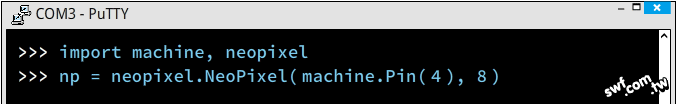 COM3 - PuTTY
>>> import machine, neopixel
>>> np = neopixel.NeoPixel(machine.Pin(4), 8)
swf.com.tw